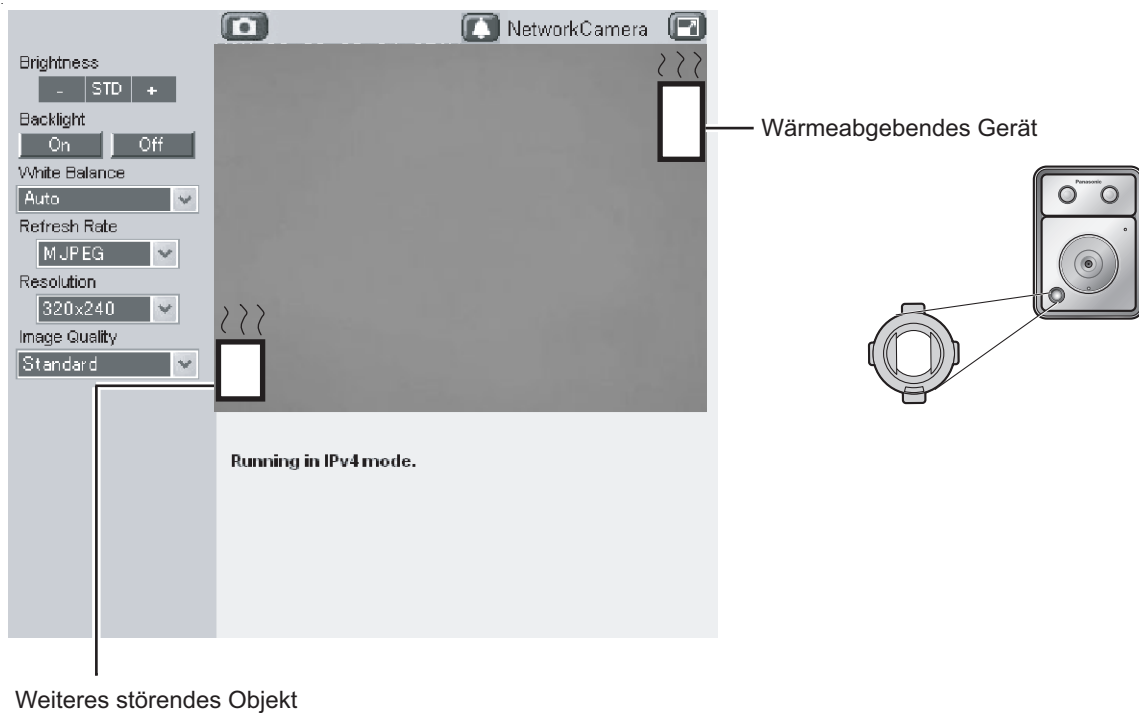 NetworkCamera
Brightness
- STD +
Backlight
On Off
White Balance
Auto
Refresh Rate
MJPEG
Resolution
320x240
Image Quality
Standard
Wärmeabgebendes Gerät
Panasonic
Running in IPv4 mode.
Weiteres störendes Objekt